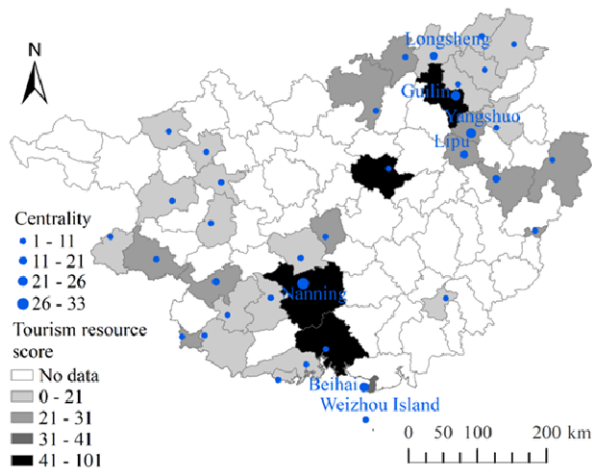 N
Longsheng
Guilin
Yangshuo
Lipu
Centrality
1 - 11
11 - 21
21 - 26
26 - 33
Nanning
Tourism resource
score
No data
0 - 21
21 - 31
31 - 41
41 - 101
Beihai
Weizhou Island
0 50 100 200 km